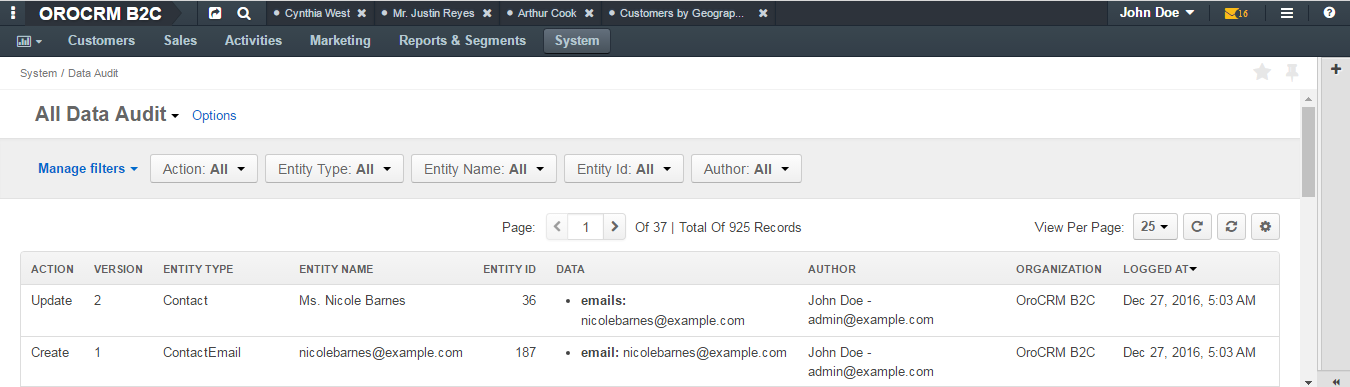 OROCRM B2C Cynthia West Mr. Justin Reyes Arthur Cook Customers by Geograp... John Doe 16
Customers Sales Activities Marketing Reports & Segments System
System / Data Audit
All Data Audit Options
Manage filters Action: All Entity Type: All Entity Name: All Entity Id: All Author: All
Page: 1 Of 37 | Total Of 925 Records View Per Page: 25
ACTION VERSION ENTITY TYPE ENTITY NAME ENTITY ID DATA AUTHOR ORGANIZATION LOGGED AT
Update 2 Contact Ms. Nicole Barnes 36 • emails: John Doe - OroCRM B2C Dec 27, 2016, 5:03 AM
nicolebarnes@example.com admin@example.com
Create 1 ContactEmail nicolebarnes@example.com 187 • email: nicolebarnes@example.com John Doe - OroCRM B2C Dec 27, 2016, 5:03 AM
admin@example.com